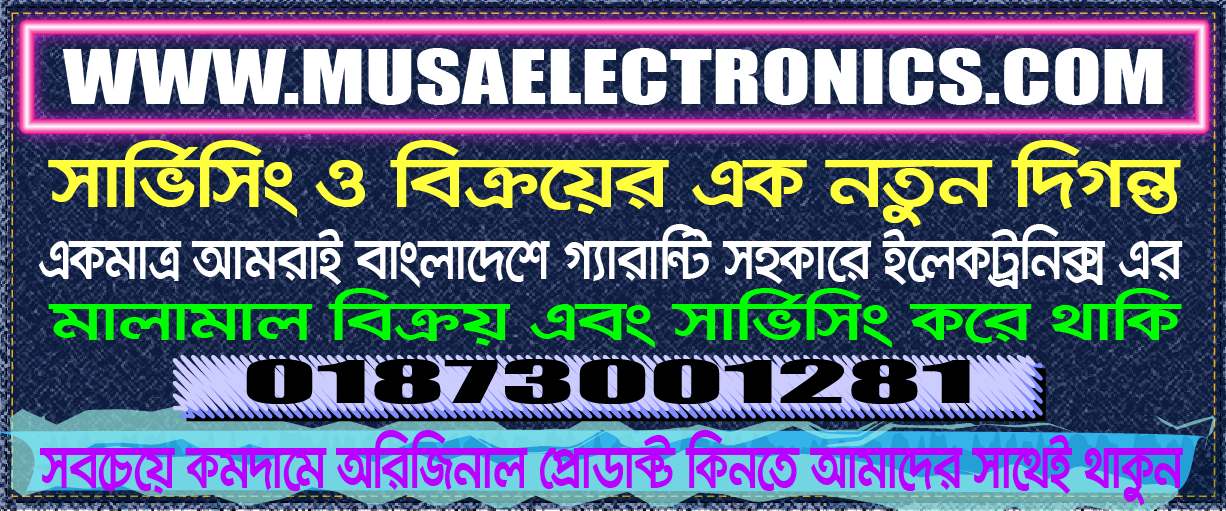 WWW.MUSAELECTRONICS.COM
সার্ভিসিং ও বিক্রয়ের এক নতুন দিগন্ত
একমাত্র আমরাই বাংলাদেশে গ্যারান্টি সহকারে ইলেকট্রনিক্স এর
মালামাল বিক্রয় এবং সার্ভিসিং করে থাকি
01873001281
সবচেয়ে কমদামে অরিজিনাল প্রোডাক্ট কিনতে আমাদের সাথেই থাকুন